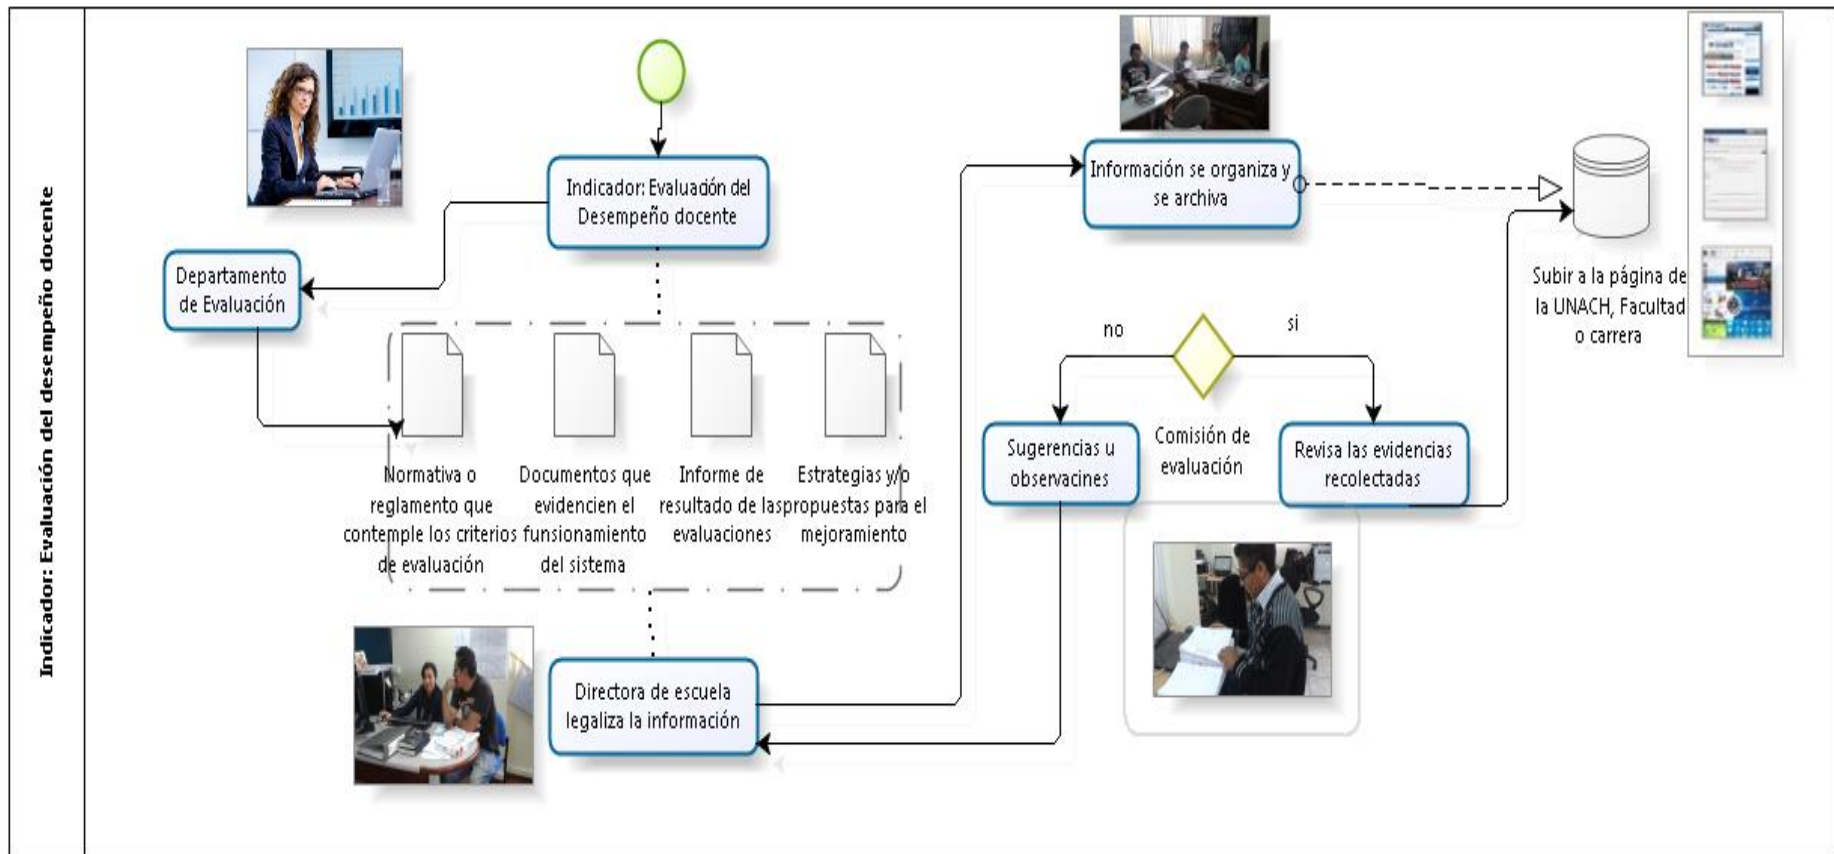 Indicador: Evaluación del desempeño docente
Indicador: Evaluación del
Desempeño docente
Departamento
de Evaluación
Normativa o
reglamento que
contemple los criterios
de evaluación
Documentos que
evidencien el
funsionamiento
del sistema
Informe de
resultado de las
evaluaciones
Estrategias y/o
propuestas para el
mejoramiento
Directora de escuela
legaliza la información
Información se organiza y
se archiva
Subir a la página de
la UNACH, Facultad
o carrera
no
si
Comisión de
evaluación
Sugerencias u
observacines
Revisa las evidencias
recolectadas